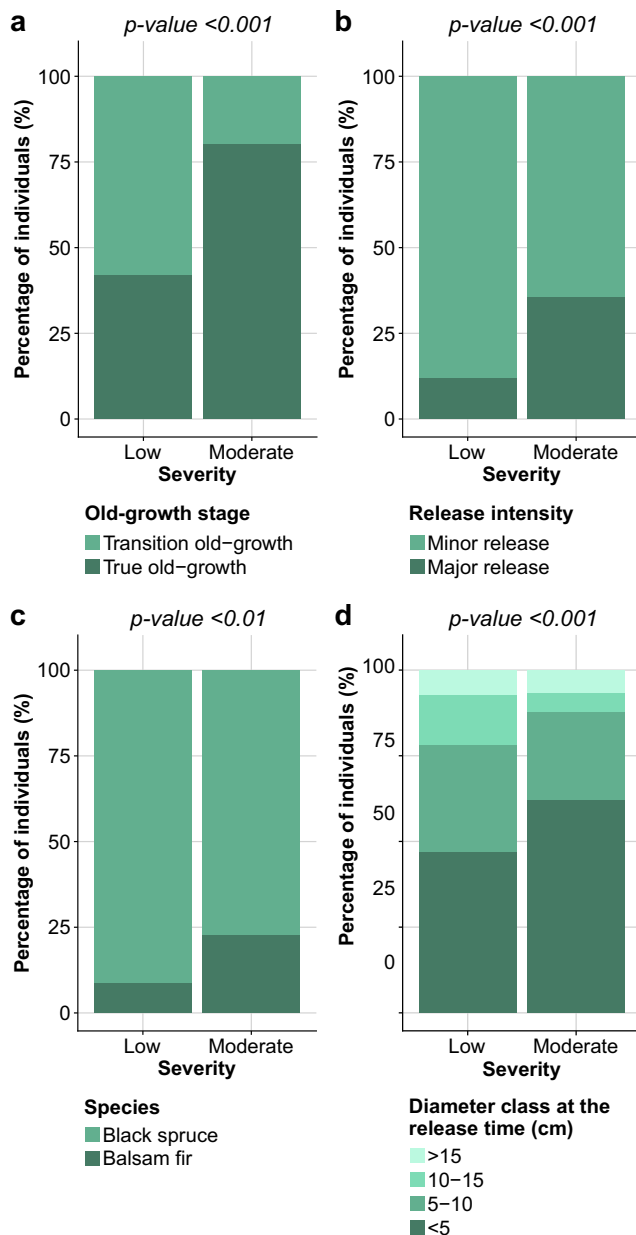 a
p-value <0.001
Percentage of individuals (%)
100
75
50
25
0
Low Moderate
Severity
Old-growth stage
Transition old−growth
True old−growth
b
p-value <0.001
Percentage of individuals (%)
100
75
50
25
0
Low Moderate
Severity
Release intensity
Minor release
Major release
c
p-value <0.01
Percentage of individuals (%)
100
75
50
25
0
Low Moderate
Severity
Species
Black spruce
Balsam fir
d
p-value <0.001
Percentage of individuals (%)
100
75
50
25
0
Low Moderate
Severity
Diameter class at the
release time (cm)
>15
10−15
5−10
<5